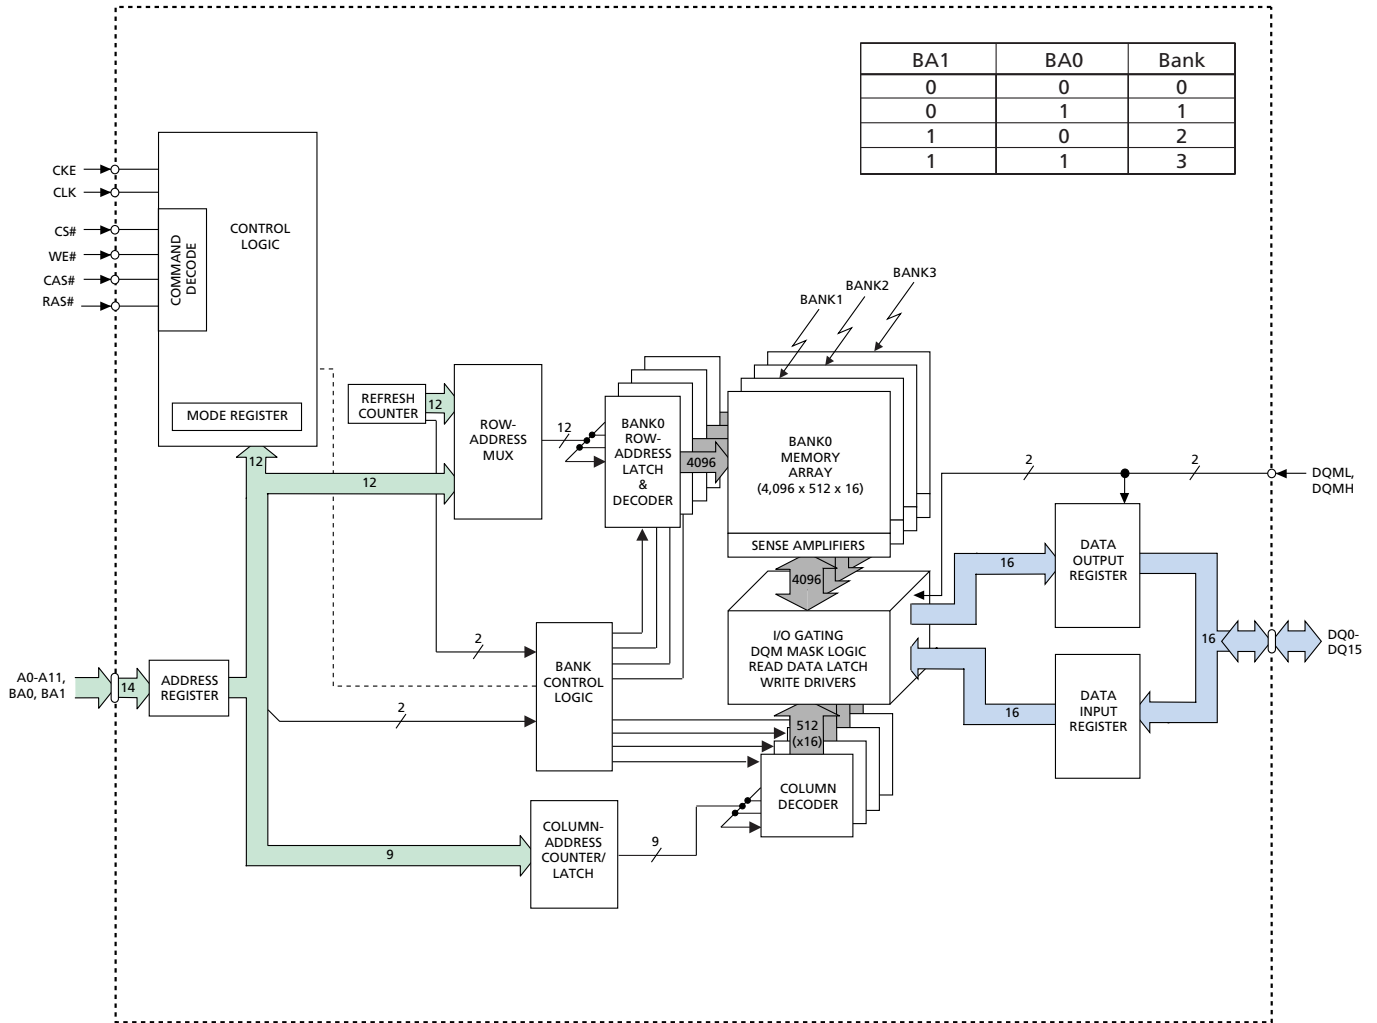 BA1 BA0 Bank
0 0 0
0 1 1
1 0 2
1 1 3
CKE
CLK
CS#
WE#
CAS#
RAS#
CONTROL
LOGIC
COMMAND
DECODE
MODE REGISTER
BANK3
BANK2
BANK1
REFRESH
COUNTER
12
12
12
ROW-
ADDRESS
MUX
12
BANK0
ROW-
ADDRESS
LATCH
&
DECODER
4096
BANK0
MEMORY
ARRAY
(4,096 x 512 x 16)
SENSE AMPLIFIERS
4096
2
2
DQML,
DQMH
DATA
OUTPUT
REGISTER
16
I/O GATING
DQM MASK LOGIC
READ DATA LATCH
WRITE DRIVERS
16
DQ0-
DQ15
DATA
INPUT
REGISTER
16
A0-A11,
BA0, BA1
14
ADDRESS
REGISTER
2
2
BANK
CONTROL
LOGIC
512
(x16)
COLUMN
DECODER
9
COLUMN-
ADDRESS
COUNTER/
LATCH
9